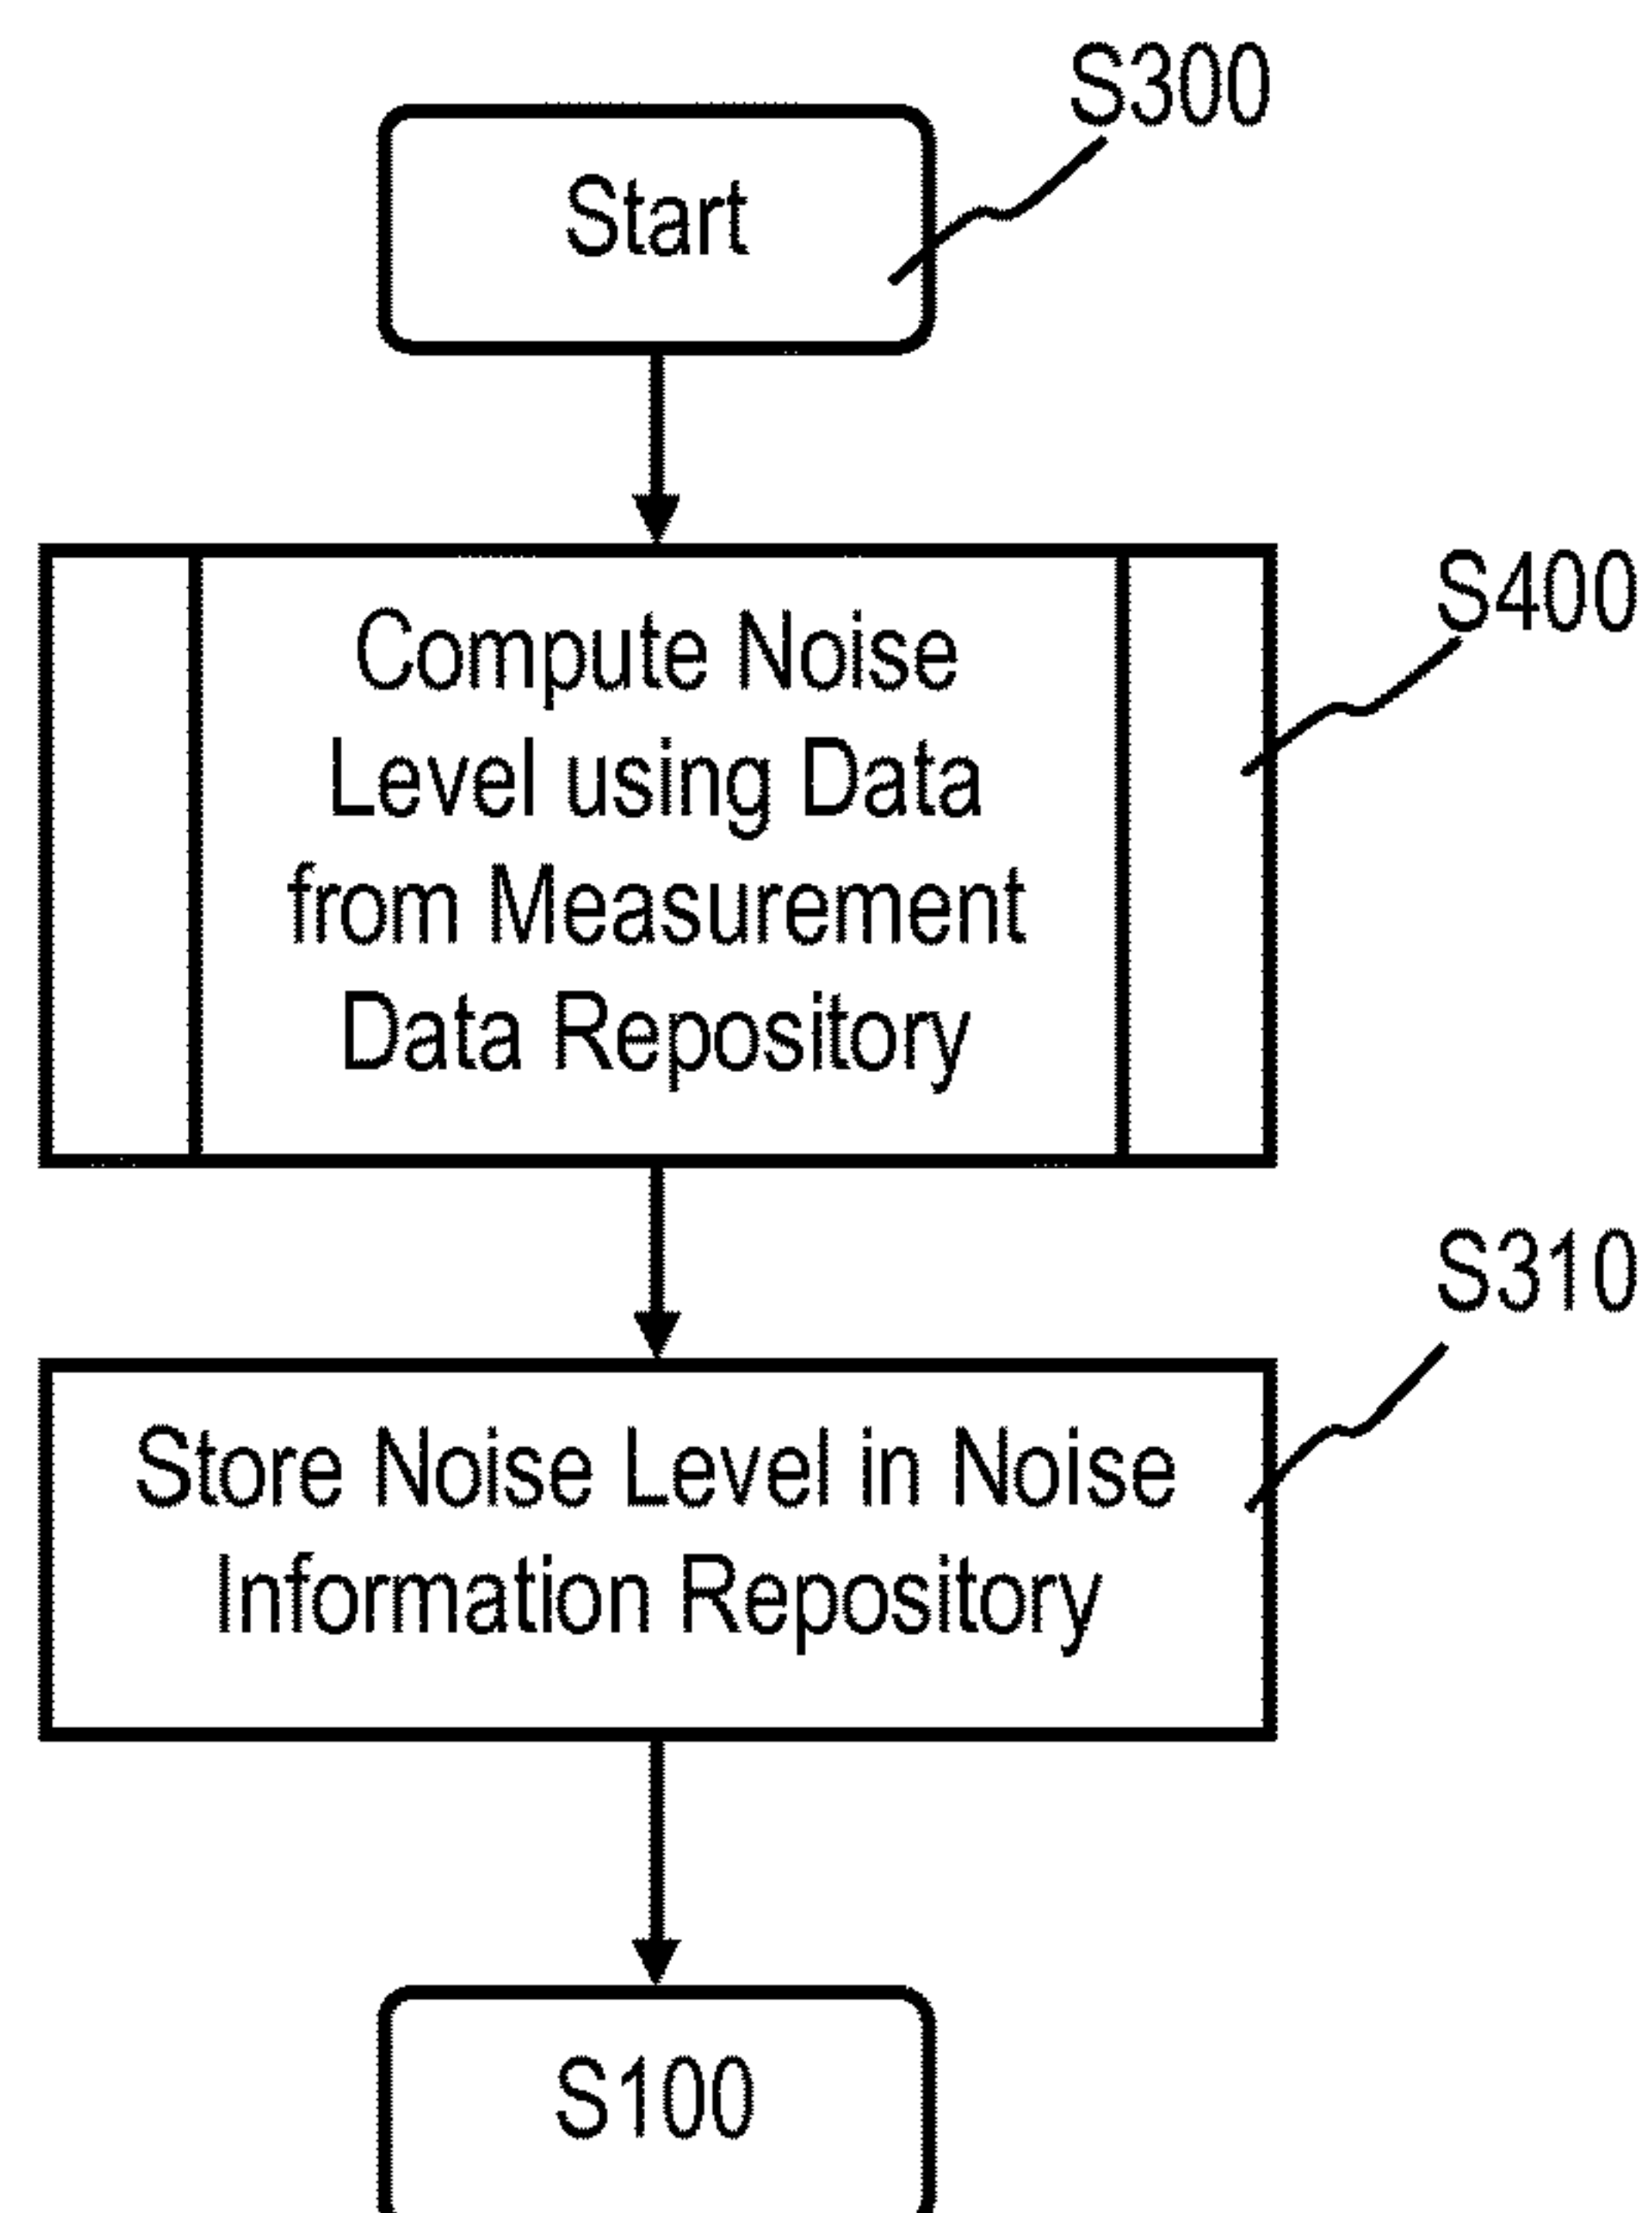 S300
Start
S400
Compute Noise
Level using Data
from Measurement
Data Repository
S310
Store Noise Level in Noise
Information Repository
S100